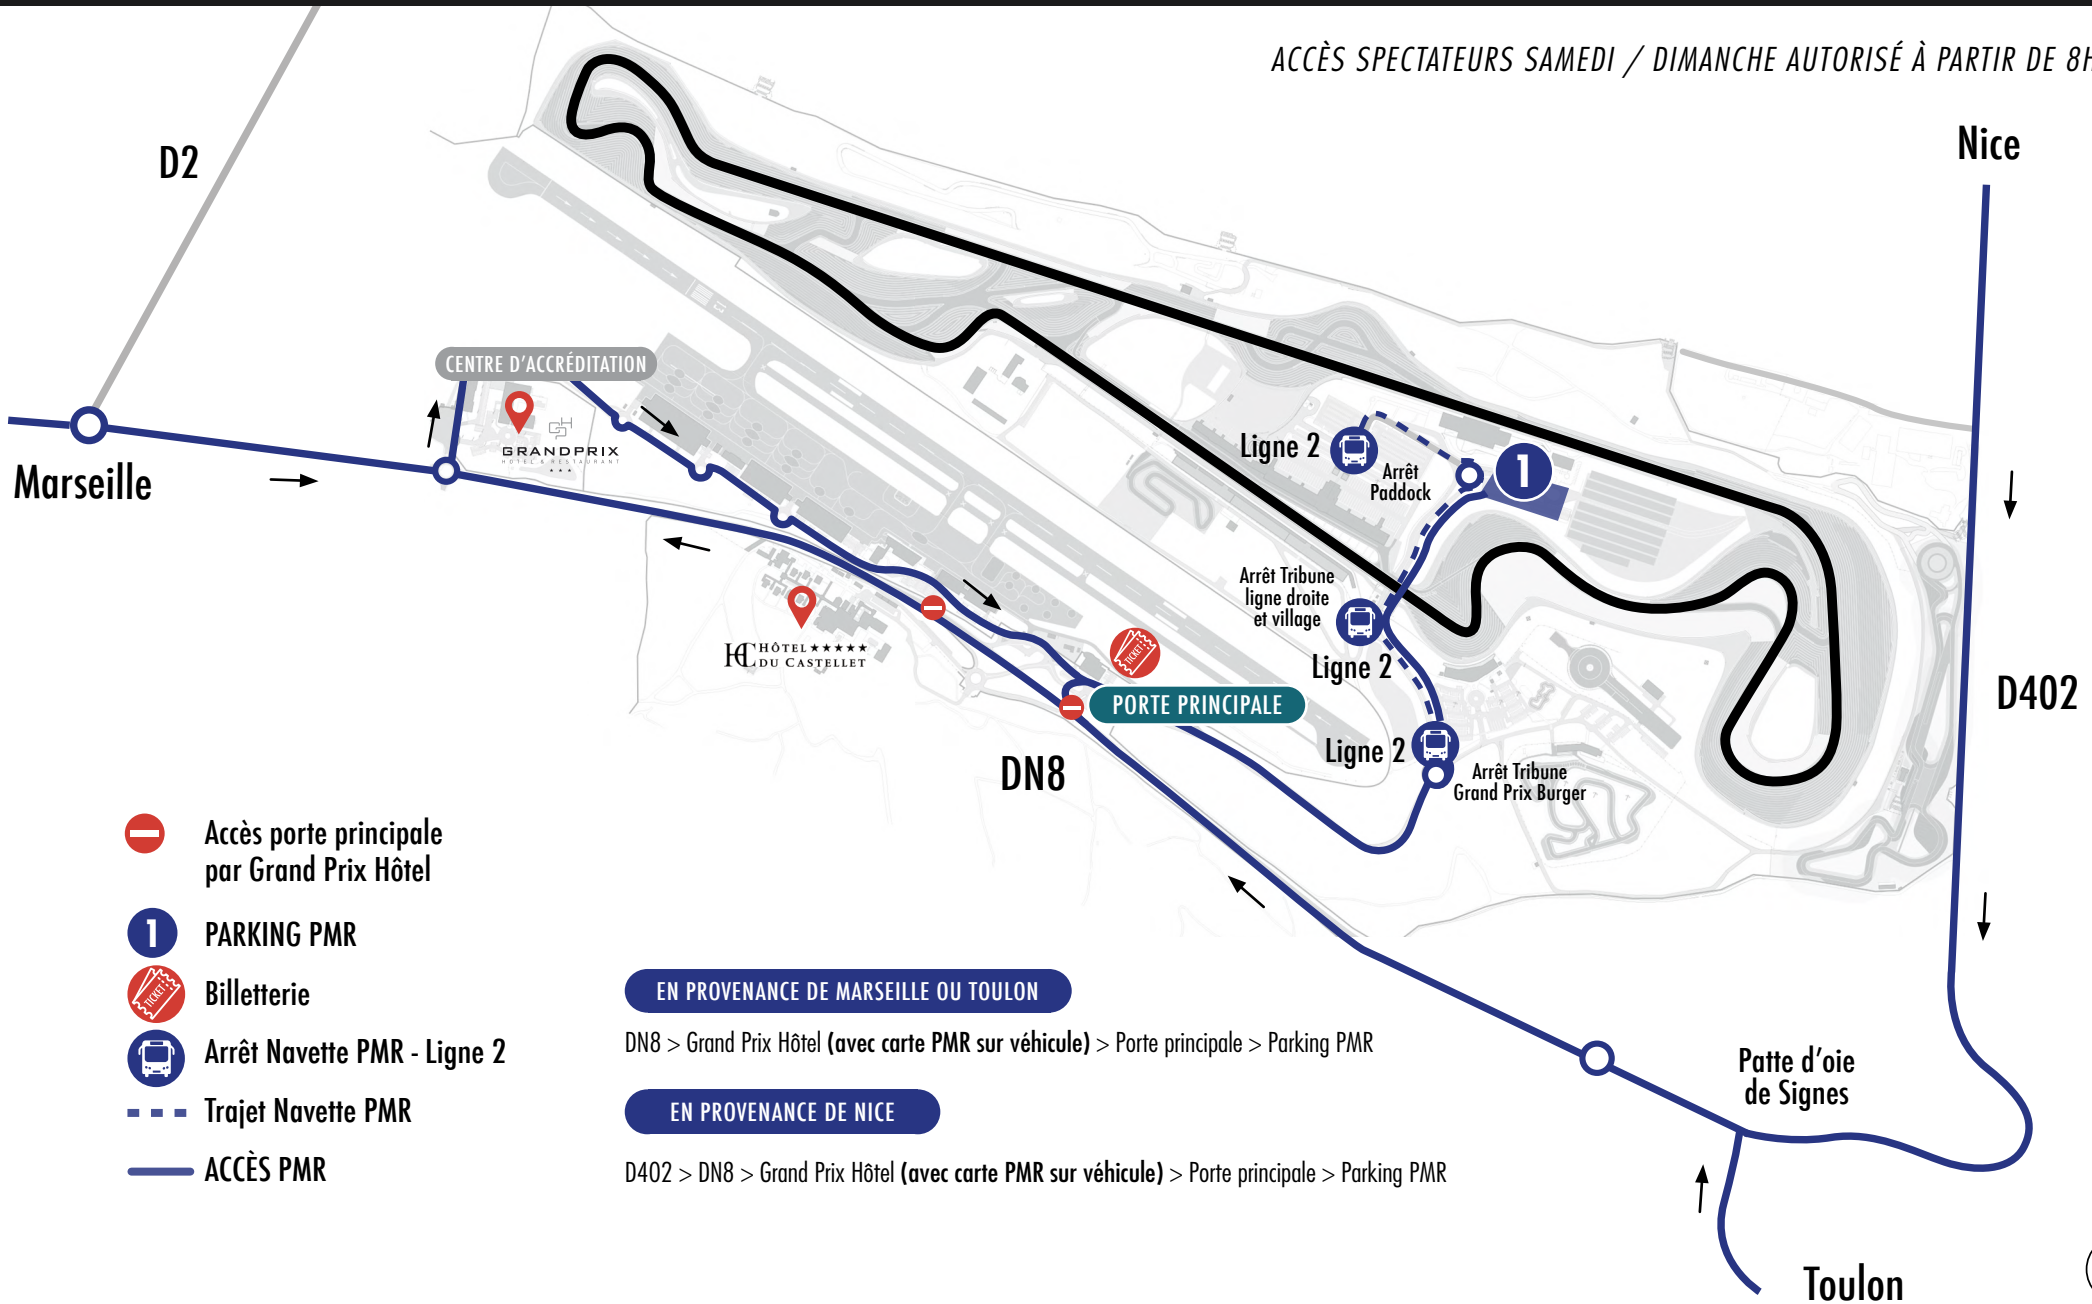 ACCÈS SPECTATEURS SAMEDI / DIMANCHE AUTORISÉ À PARTIR DE 8H
D2
Nice
CENTRE D'ACCRÉDITATION
GRANDPRIX
HOTEL & RESTAURANT
Marseille
Ligne 2
Arrêt
Paddock
1
Arrêt Tribune
ligne droite
et village
Ligne 2
HC HÔTEL ★★★★★
DU CASTELLET
TICKET
PORTE PRINCIPALE
D402
DN8
Ligne 2
Arrêt Tribune
Grand Prix Burger
Accès porte principale
par Grand Prix Hôtel
1 PARKING PMR
TICKET Billetterie
Arrêt Navette PMR - Ligne 2
Trajet Navette PMR
ACCÈS PMR
EN PROVENANCE DE MARSEILLE OU TOULON
DN8 > Grand Prix Hôtel (avec carte PMR sur véhicule) > Porte principale > Parking PMR
EN PROVENANCE DE NICE
D402 > DN8 > Grand Prix Hôtel (avec carte PMR sur véhicule) > Porte principale > Parking PMR
Patte d'oie
de Signes
Toulon